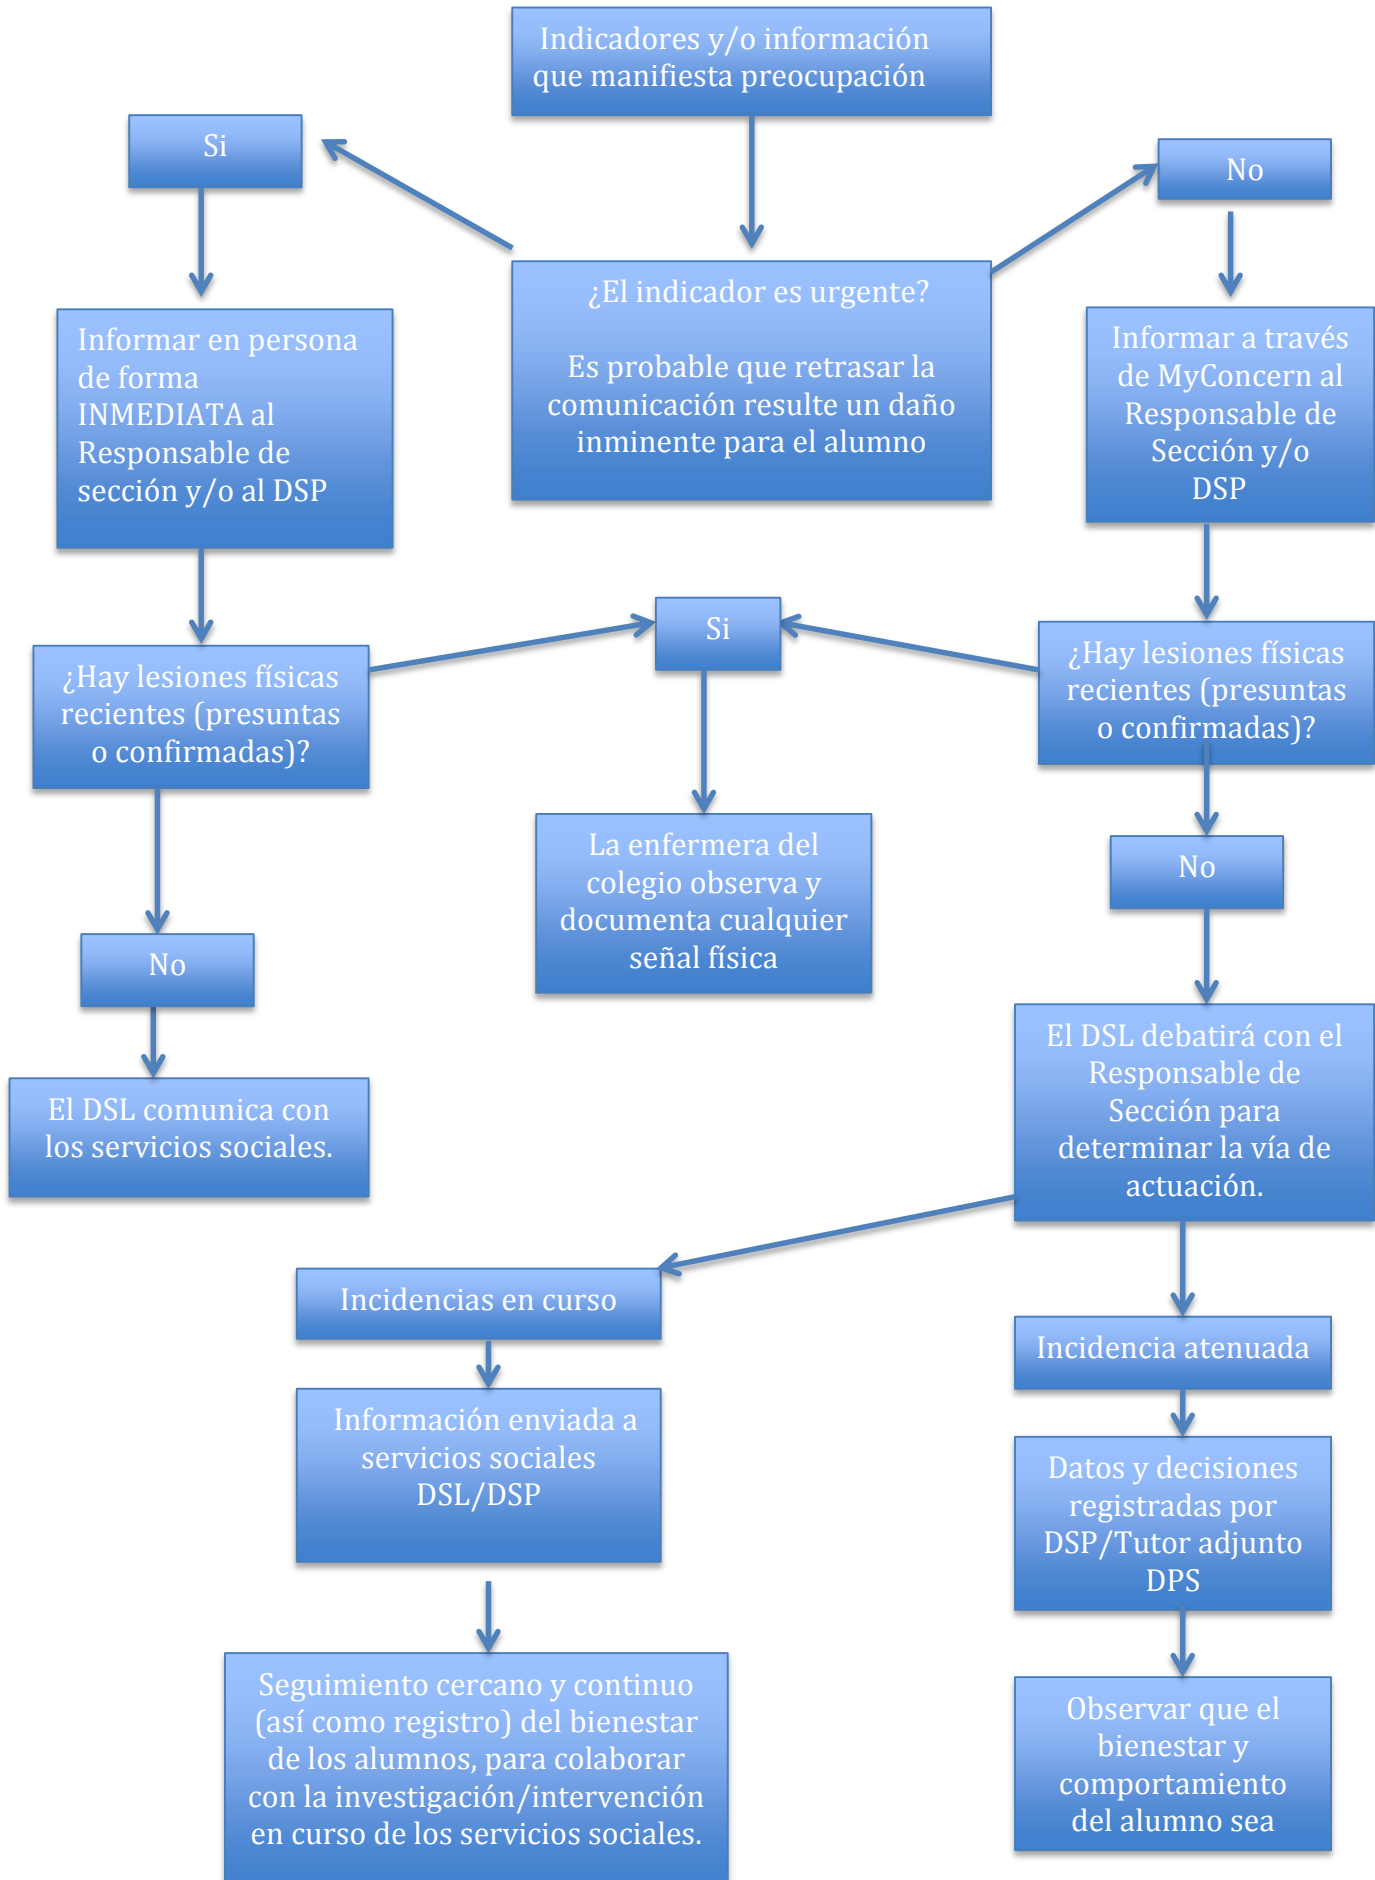 Indicadores y/o información
que manifiesta preocupación
Si
No
¿El indicador es urgente?
Es probable que retrasar la
comunicación resulte un daño
inminente para el alumno
Informar en persona
de forma
INMEDIATA al
Responsable de
sección y/o al DSP
Informar a través
de MyConcern al
Responsable de
Sección y/o
DSP
Si
¿Hay lesiones físicas
recientes (presuntas
o confirmadas)?
¿Hay lesiones físicas
recientes (presuntas
o confirmadas)?
La enfermera del
colegio observa y
documenta cualquier
señal física
No
No
El DSL comunica con
los servicios sociales.
El DSL debatirá con el
Responsable de
Sección para
determinar la vía de
actuación.
Incidencias en curso
Incidencia atenuada
Información enviada a
servicios sociales
DSL/DSP
Datos y decisiones
registradas por
DSP/Tutor adjunto
DPS
Seguimiento cercano y continuo
(así como registro) del bienestar
de los alumnos, para colaborar
con la investigación/intervención
en curso de los servicios sociales.
Observar que el
bienestar y
comportamiento
del alumno sea